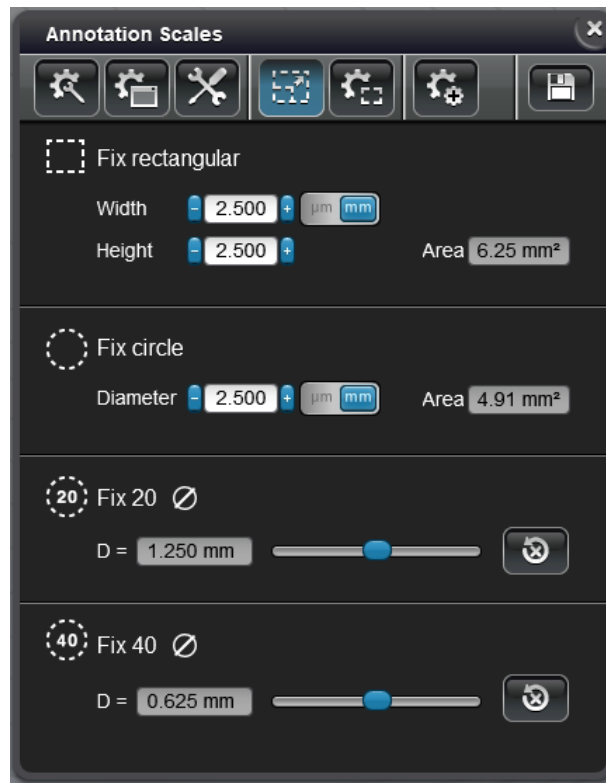 Annotation Scales
Fix rectangular
Width - 2.500 + µm mm
Height - 2.500 + Area 6.25 mm²
Fix circle
Diameter - 2.500 + µm mm Area 4.91 mm²
20 Fix 20 Ø
D = 1.250 mm
40 Fix 40 Ø
D = 0.625 mm